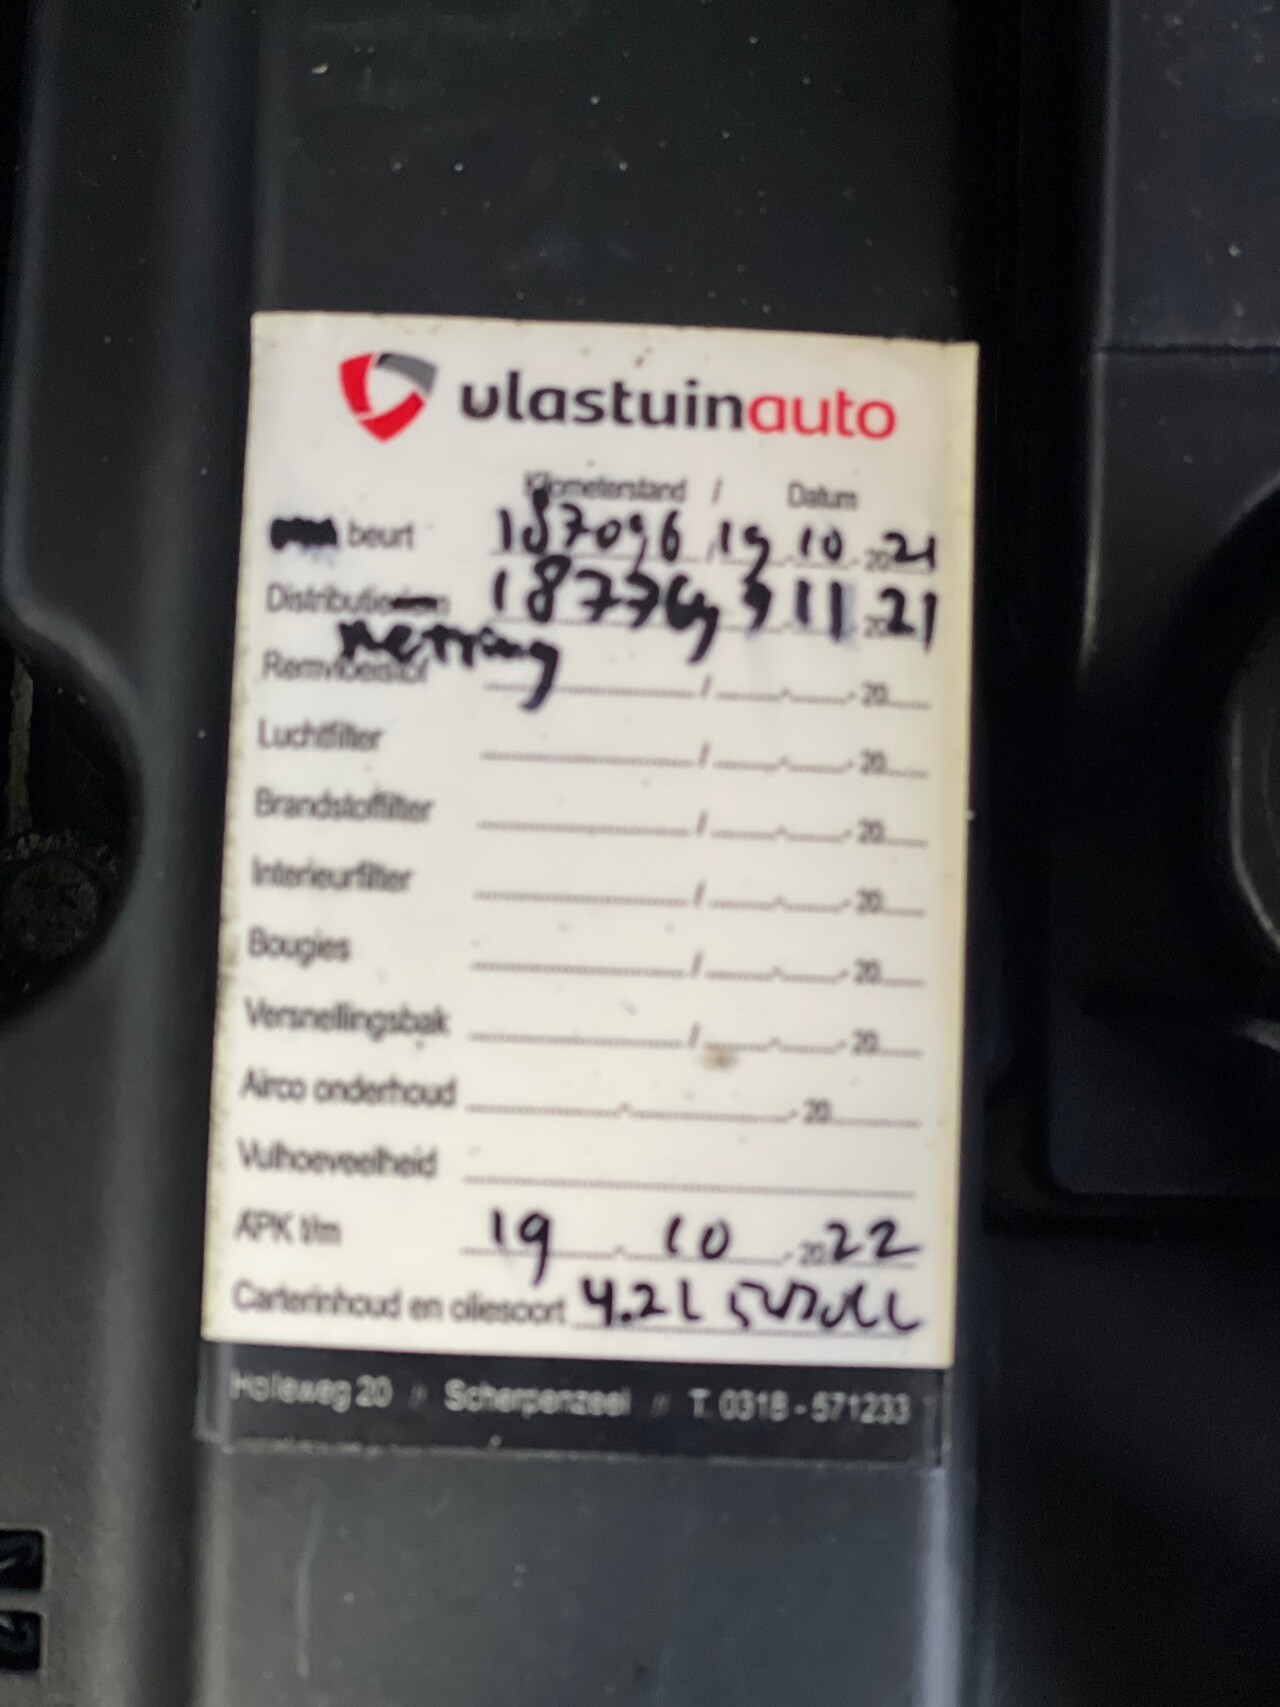 vlastuinauto
Kilometerstand / Datum
beurt 187096 / 19 - 10 - 2021
Distributie 18776 11 - 2021
ketting
Remvloeistof / - - 20
Luchtfilter / - - 20
Brandstoffilter / - - 20
Interieurfilter / - - 20
Bougies / - - 20
Versnellingsbak / - - 20
Airco onderhoud - - 20
Vulhoeveelheid
APK t/m 19 - 10 - 2022
Carterinhoud en oliesoort 4.2L
Holleweg 20 // Scherpenzeel // T. 0318 - 571233